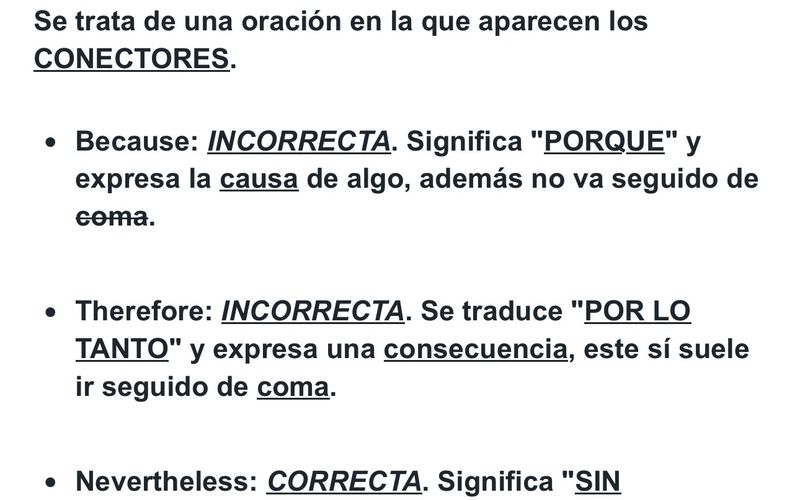 Se trata de una oración en la que aparecen los
CONECTORES.
• Because: INCORRECTA. Significa "PORQUE" y
expresa la causa de algo, además no va seguido de
coma.
• Therefore: INCORRECTA. Se traduce "POR LO
TANTO" y expresa una consecuencia, este sí suele
ir seguido de coma.
• Nevertheless: CORRECTA. Significa "SIN